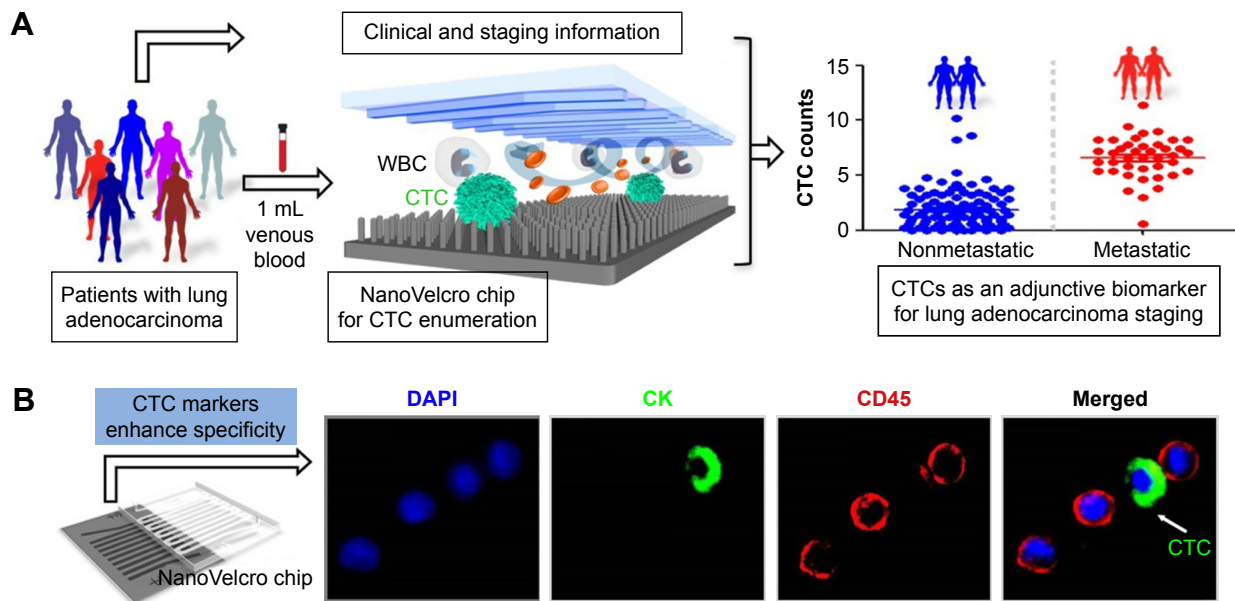 A
Clinical and staging information
1 mL
venous
blood
Patients with lung
adenocarcinoma
WBC
CTC
NanoVelcro chip
for CTC enumeration
CTC counts
15
10
5
0
Nonmetastatic
Metastatic
CTCs as an adjunctive biomarker
for lung adenocarcinoma staging
B
CTC markers
enhance specificity
NanoVelcro chip
DAPI
CK
CD45
Merged
CTC